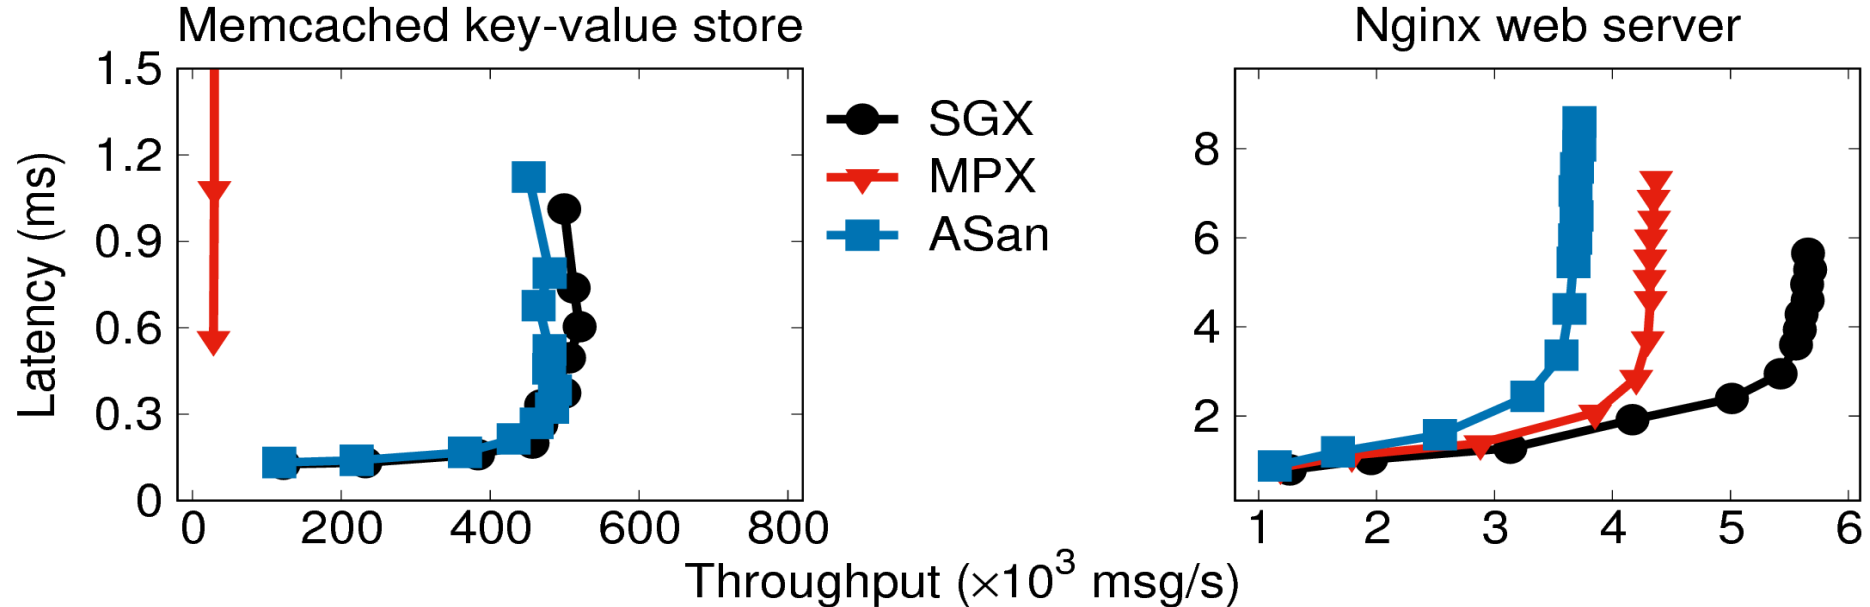 Memcached key-value store
Nginx web server
Latency (ms)
1.5
1.2
0.9
0.6
0.3
0
0 200 400 600 800
SGX
MPX
ASan
8
6
4
2
1 2 3 4 5 6
Throughput (×10³ msg/s)